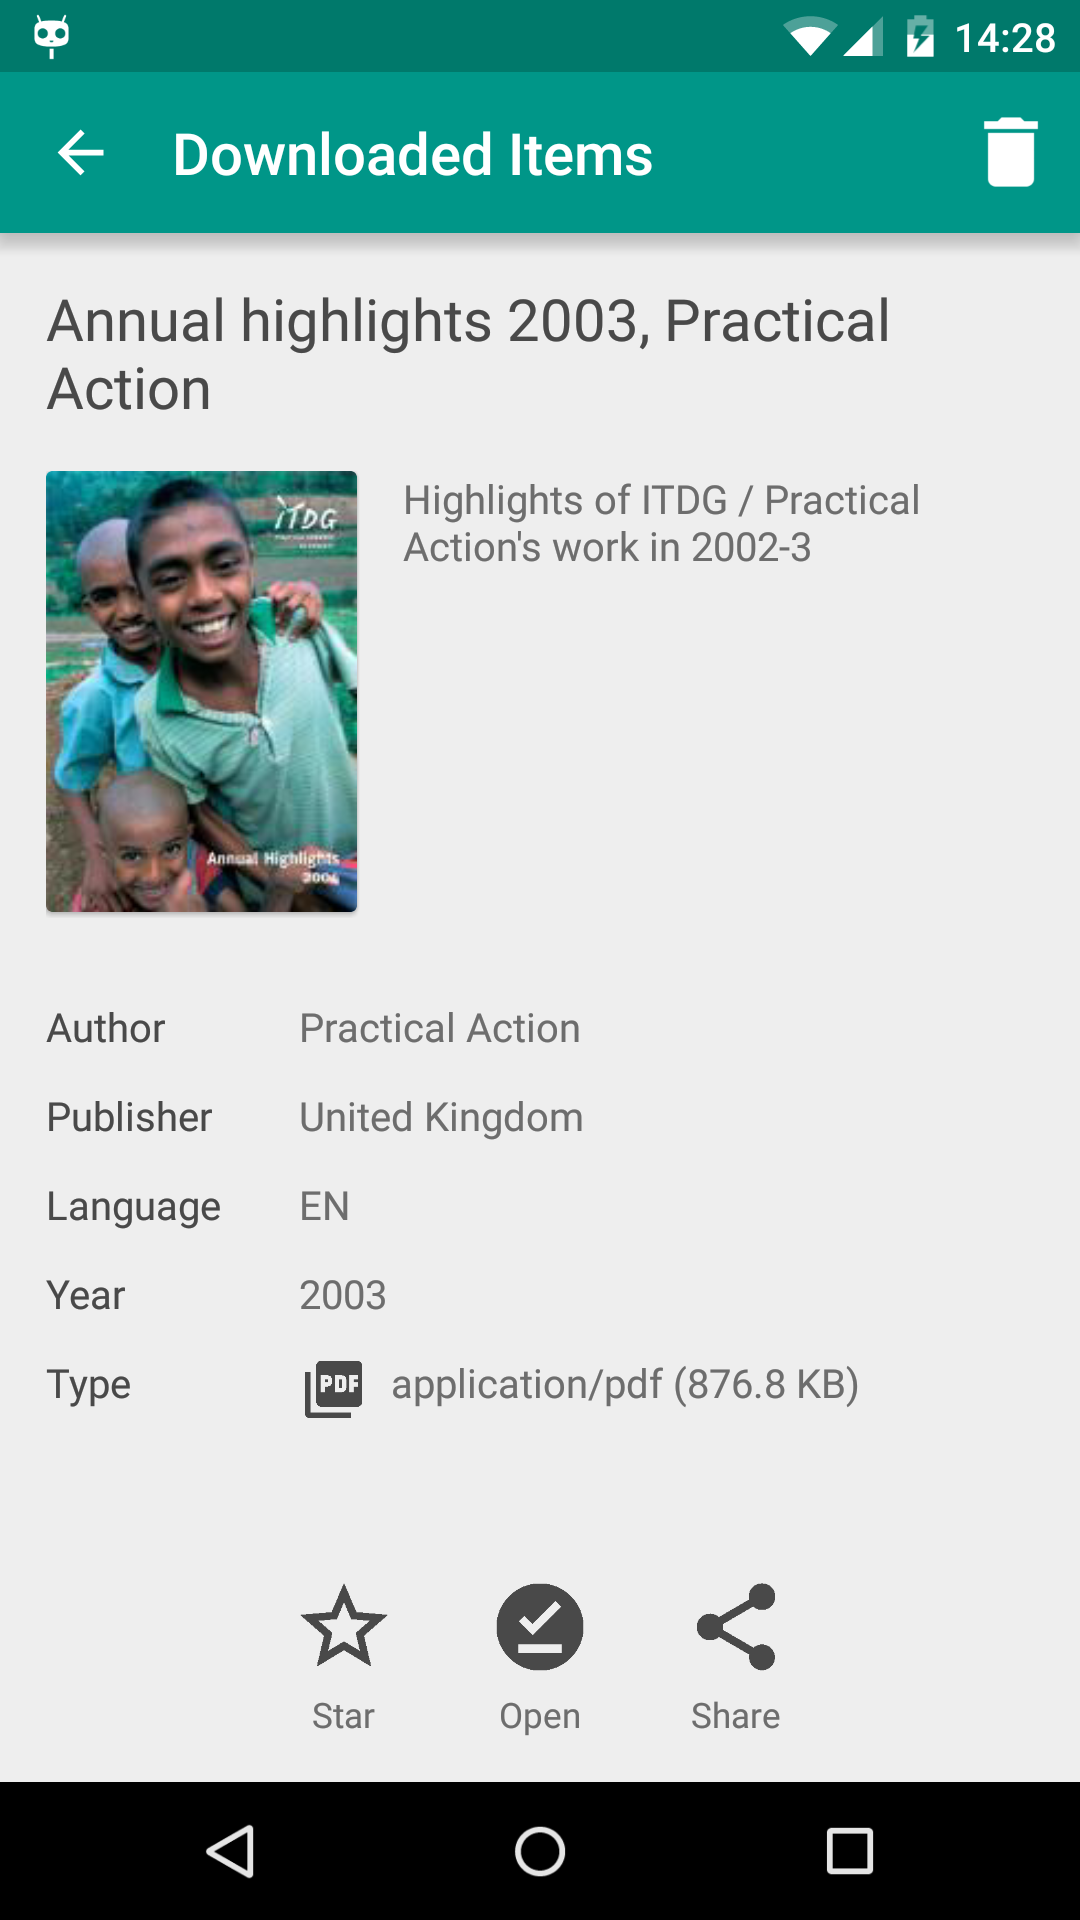 14:28
Downloaded Items
Annual highlights 2003, Practical
Action
ITDG
Highlights of ITDG / Practical
Action's work in 2002-3
Annual Highlights
2004
Author Practical Action
Publisher United Kingdom
Language EN
Year 2003
Type PDF application/pdf (876.8 KB)
Star Open Share